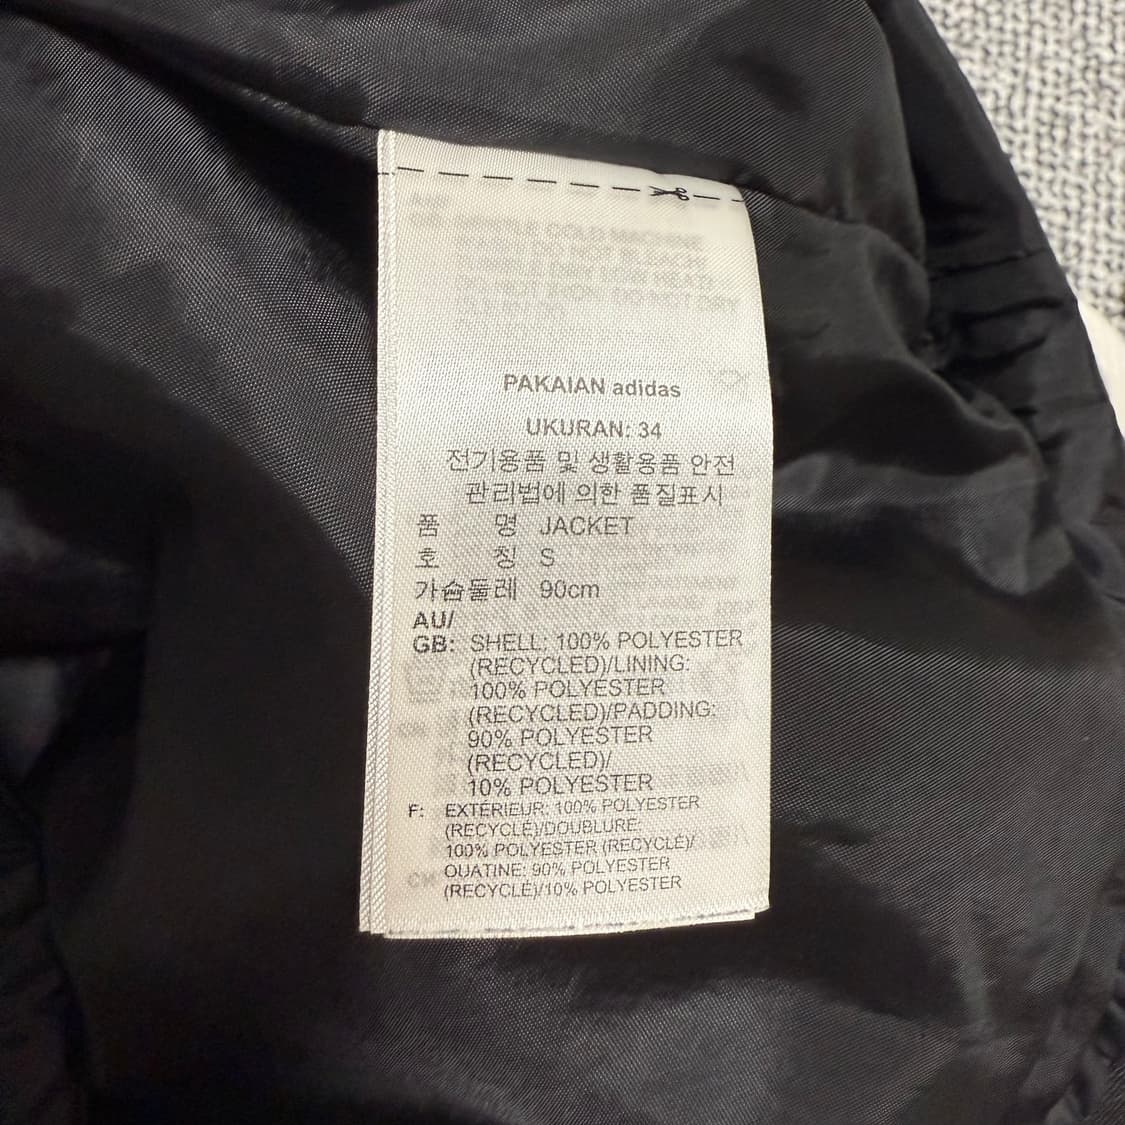 PAKAIAN adidas
UKURAN: 34
전기용품 및 생활용품 안전
관리법에 의한 품질표시
품 명 JACKET
호 칭 S
가슴둘레 90cm
AU/
GB: SHELL: 100% POLYESTER
(RECYCLED)/LINING:
100% POLYESTER
(RECYCLED)/PADDING:
90% POLYESTER
(RECYCLED)/
10% POLYESTER
F: EXTÉRIEUR: 100% POLYESTER
(RECYCLÉ)/DOUBLURE:
100% POLYESTER (RECYCLÉ)/
OUATINE: 90% POLYESTER
(RECYCLÉ)/10% POLYESTER